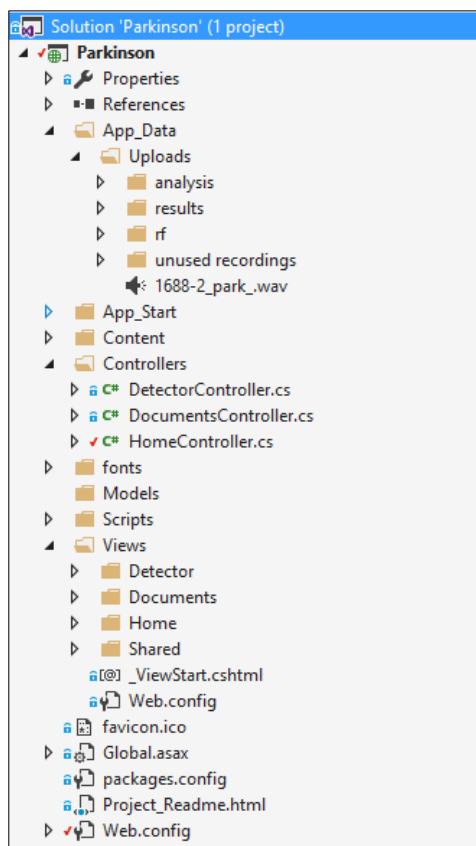 Solution 'Parkinson' (1 project)
Parkinson
Properties
References
App_Data
Uploads
analysis
results
rf
unused recordings
1688-2_park_.wav
App_Start
Content
Controllers
C# DetectorController.cs
C# DocumentsController.cs
C# HomeController.cs
fonts
Models
Scripts
Views
Detector
Documents
Home
Shared
[@] _ViewStart.cshtml
Web.config
favicon.ico
Global.asax
packages.config
Project_Readme.html
Web.config